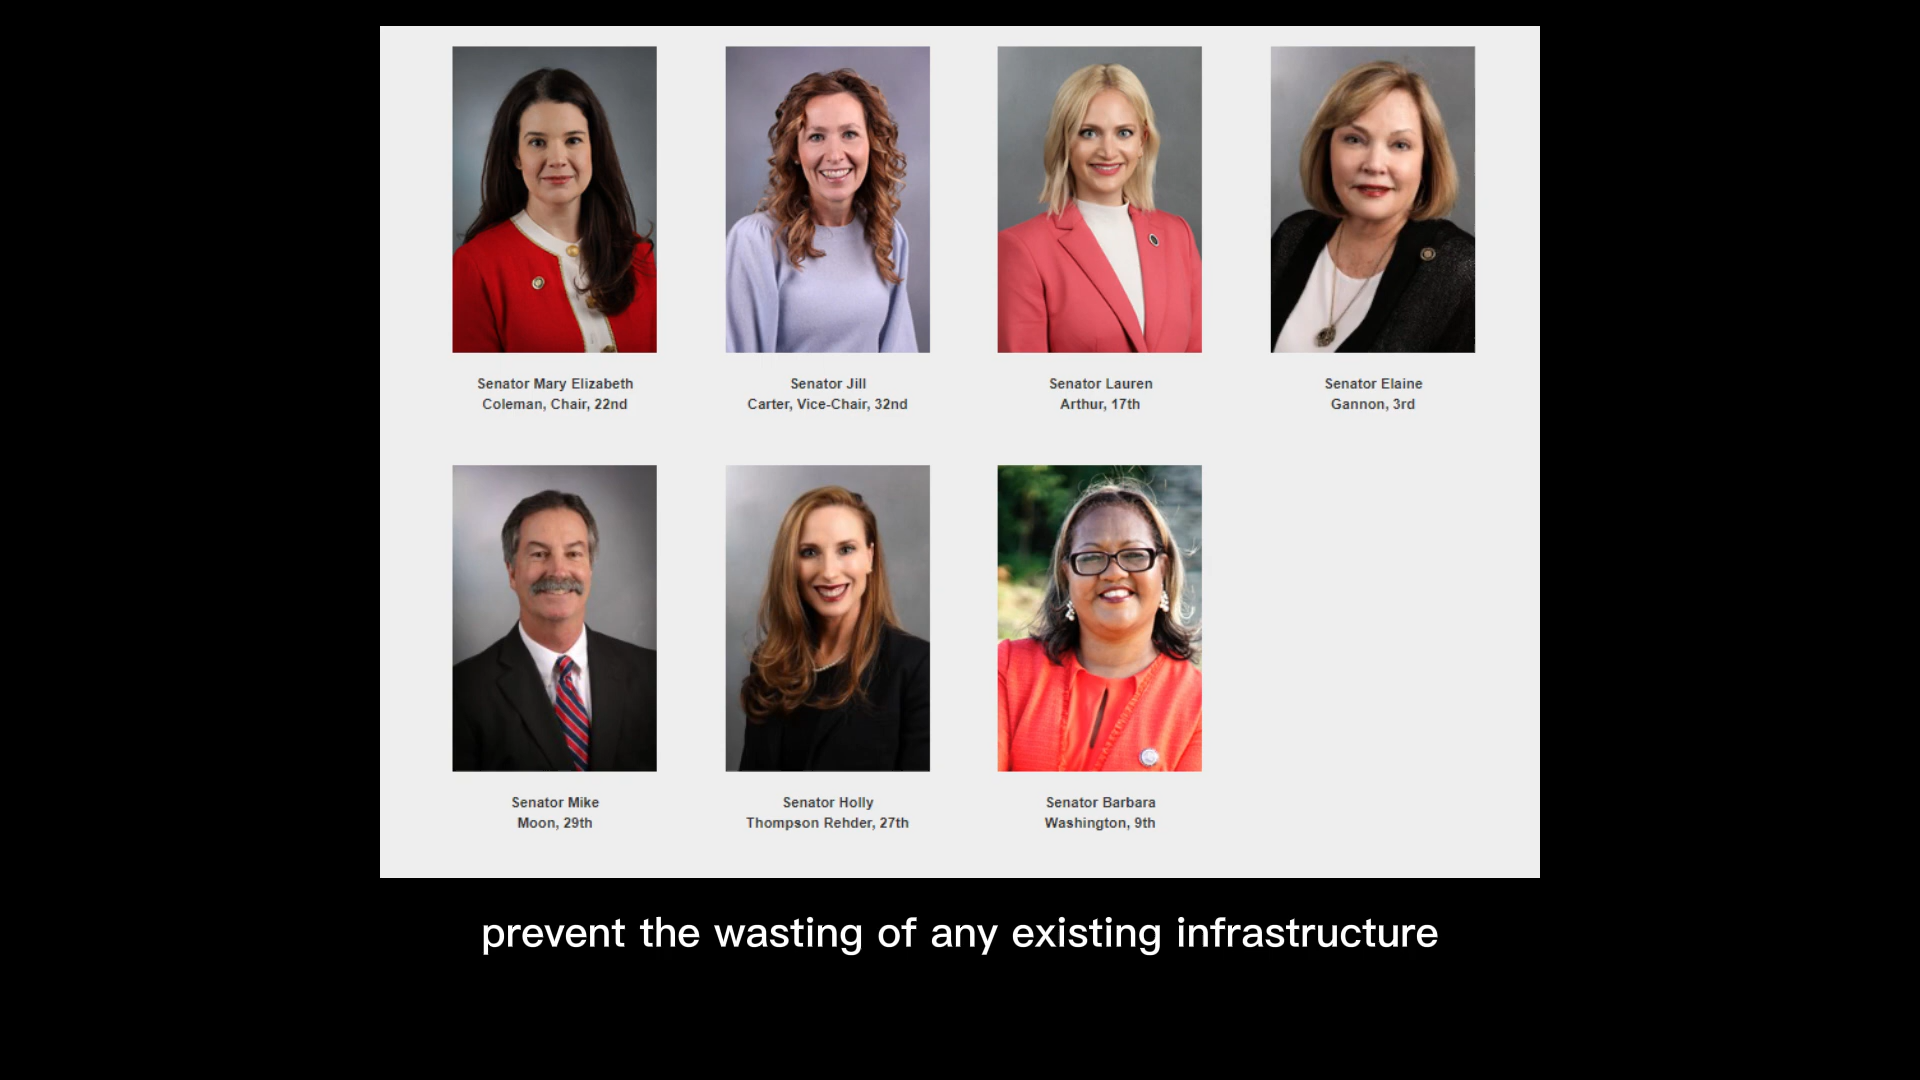 Senator Mary Elizabeth
Coleman, Chair, 22nd
Senator Jill
Carter, Vice-Chair, 32nd
Senator Lauren
Arthur, 17th
Senator Elaine
Gannon, 3rd
Senator Mike
Moon, 29th
Senator Holly
Thompson Rehder, 27th
Senator Barbara
Washington, 9th
prevent the wasting of any existing infrastructure